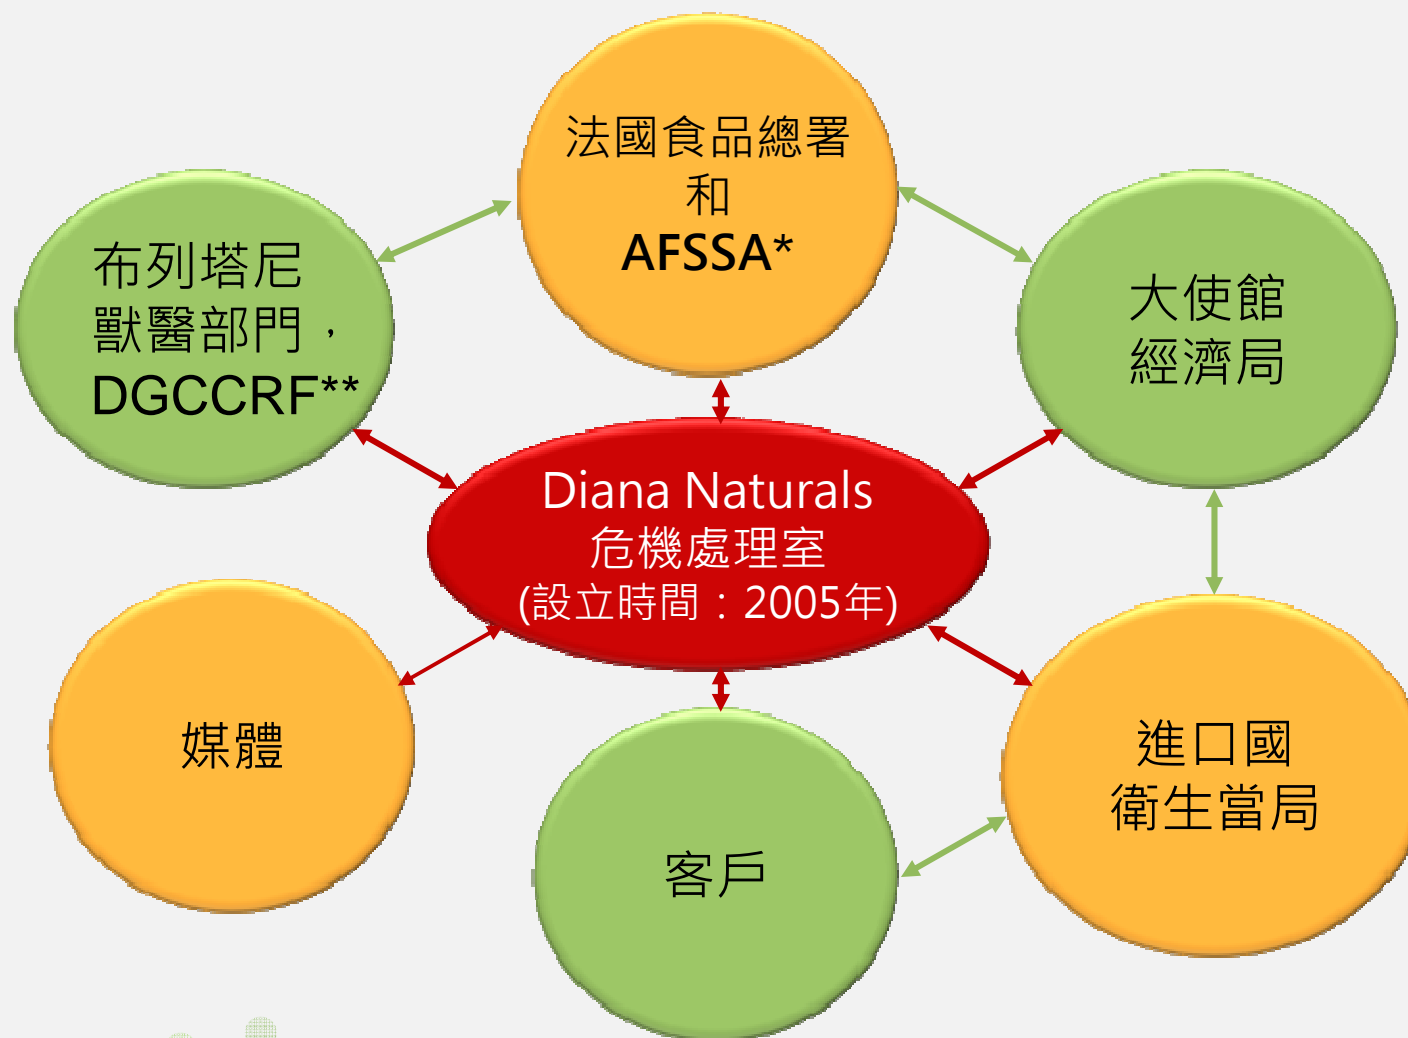 法國食品總署
和
AFSSA*
布列塔尼
獸醫部門，
DGCCRF**
大使館
經濟局
Diana Naturals
危機處理室
(設立時間：2005年)
媒體
客戶
進口國
衛生當局